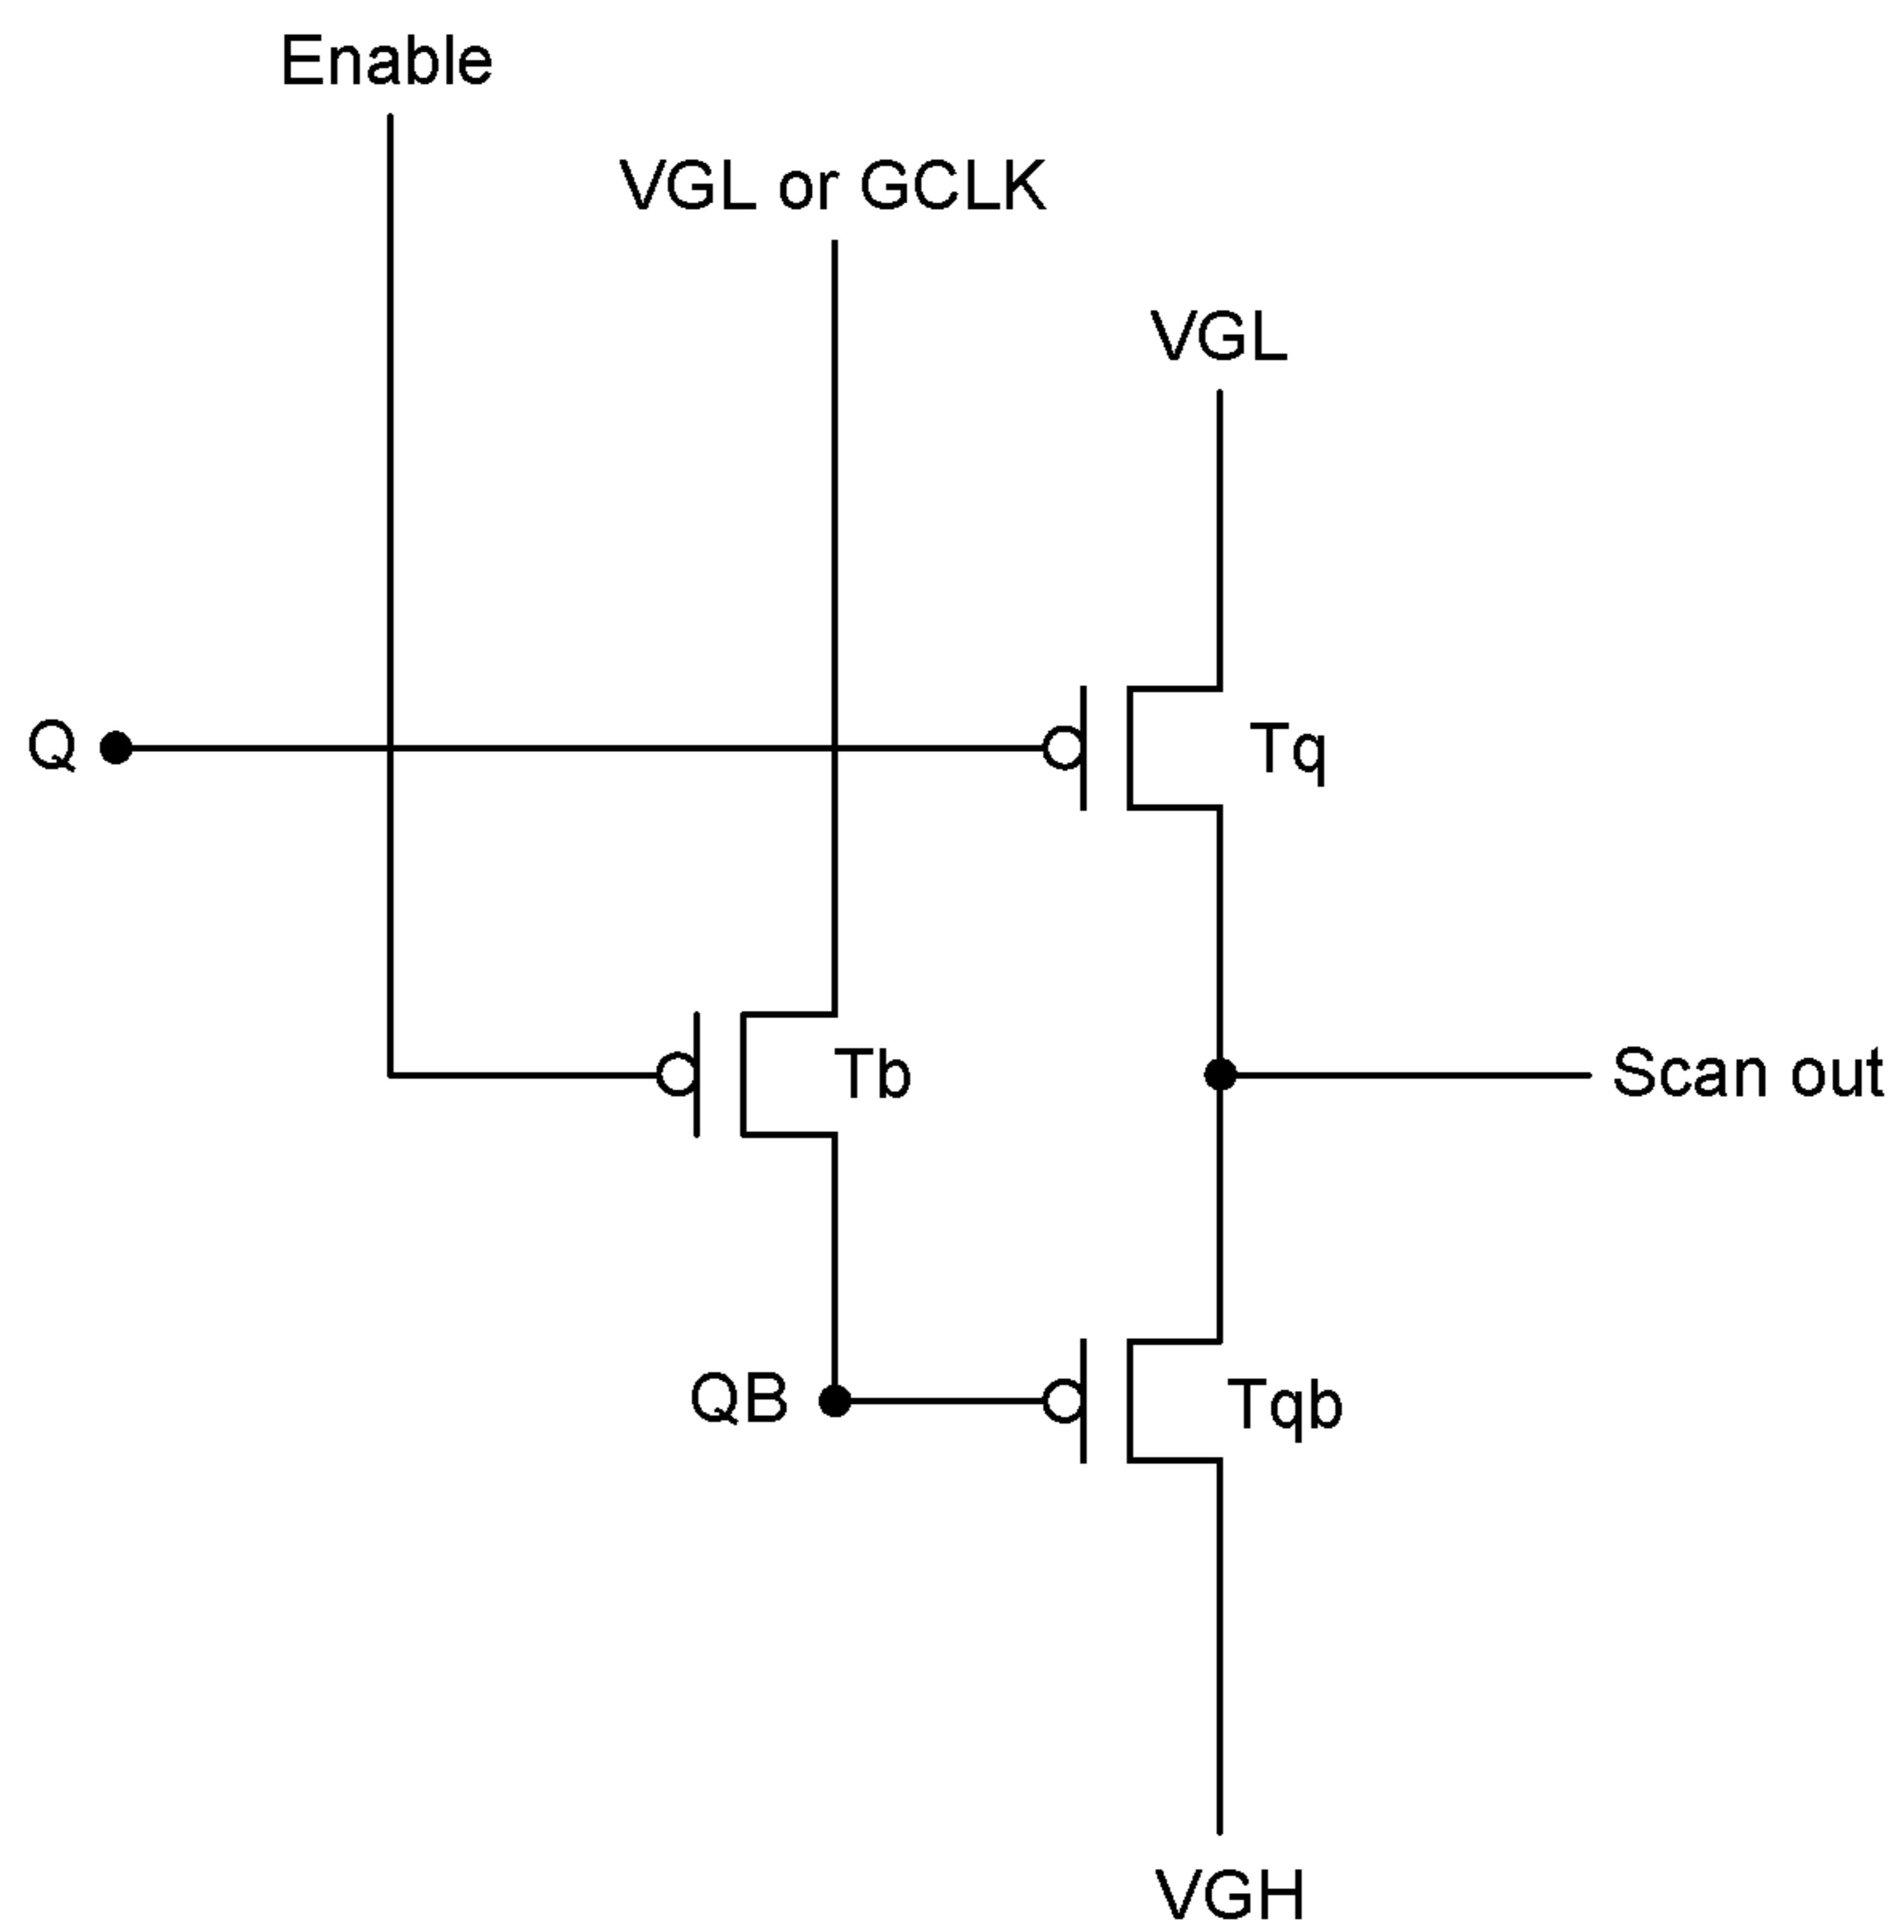 Enable
VGL or GCLK
VGL
Q
Tq
Tb
Scan out
QB
Tqb
VGH